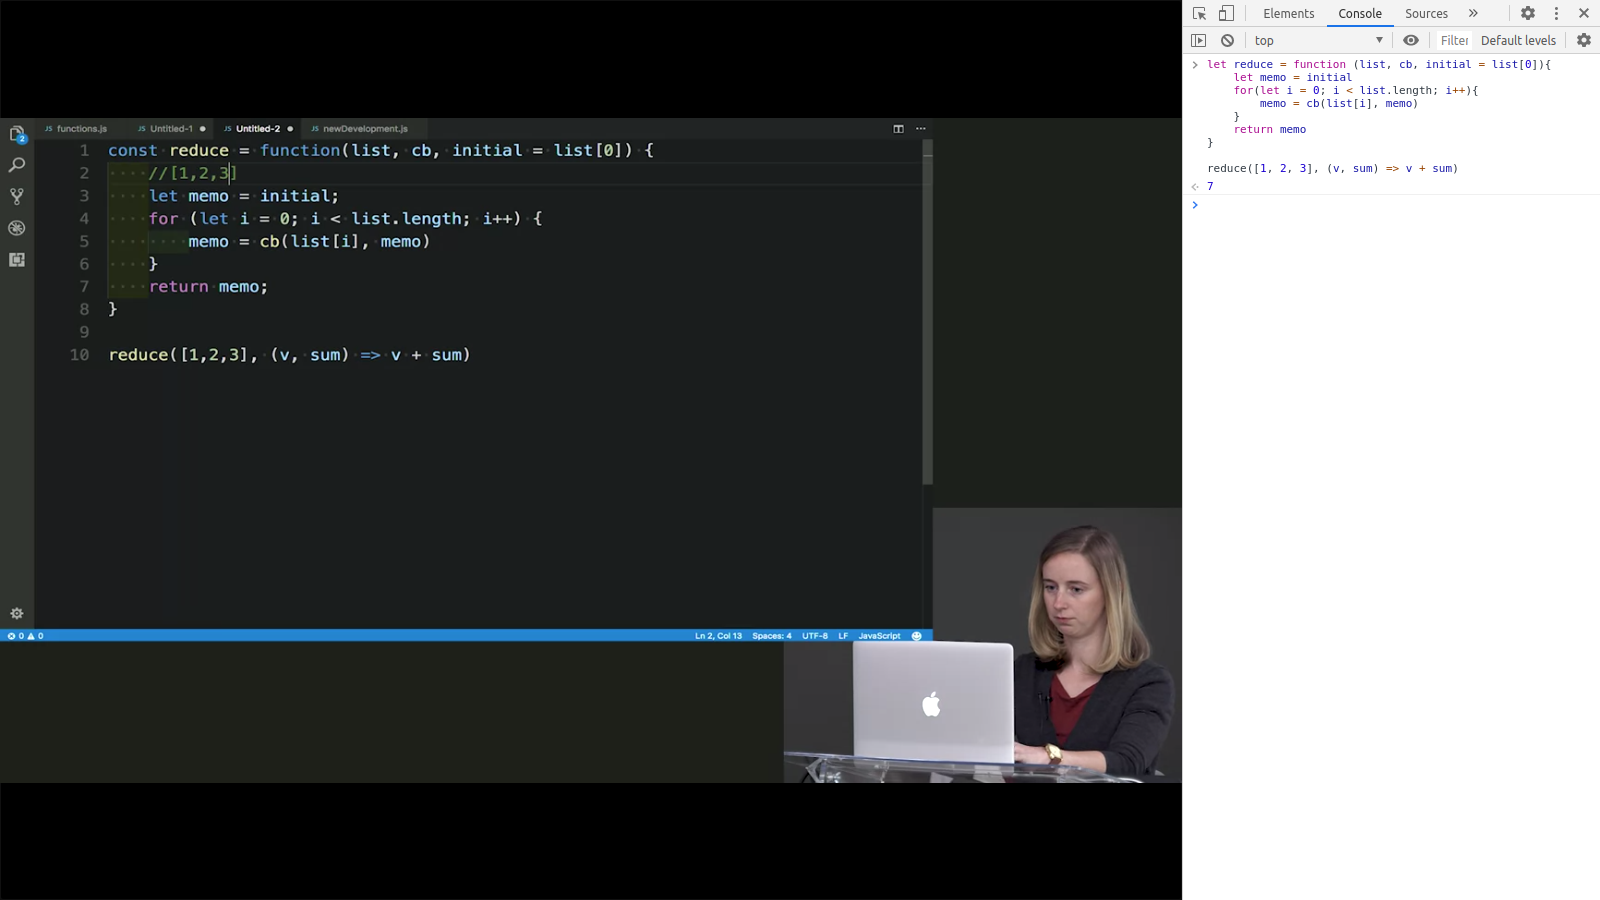 functions.js
Untitled-1
Untitled-2
newDevelopment.js
2
1 const reduce = function(list, cb, initial = list[0]) {
2 //[1,2,3]
3 let memo = initial;
4 for (let i = 0; i < list.length; i++) {
5 memo = cb(list[i], memo)
6 }
7 return memo;
8 }
9
10 reduce([1,2,3], (v, sum) => v + sum)
0 0 Ln 2, Col 13 Spaces: 4 UTF-8 LF JavaScript
Elements Console Sources »
top Filter Default levels
let reduce = function (list, cb, initial = list[0]){
let memo = initial
for(let i = 0; i < list.length; i++){
memo = cb(list[i], memo)
}
return memo
}
reduce([1, 2, 3], (v, sum) => v + sum)
7